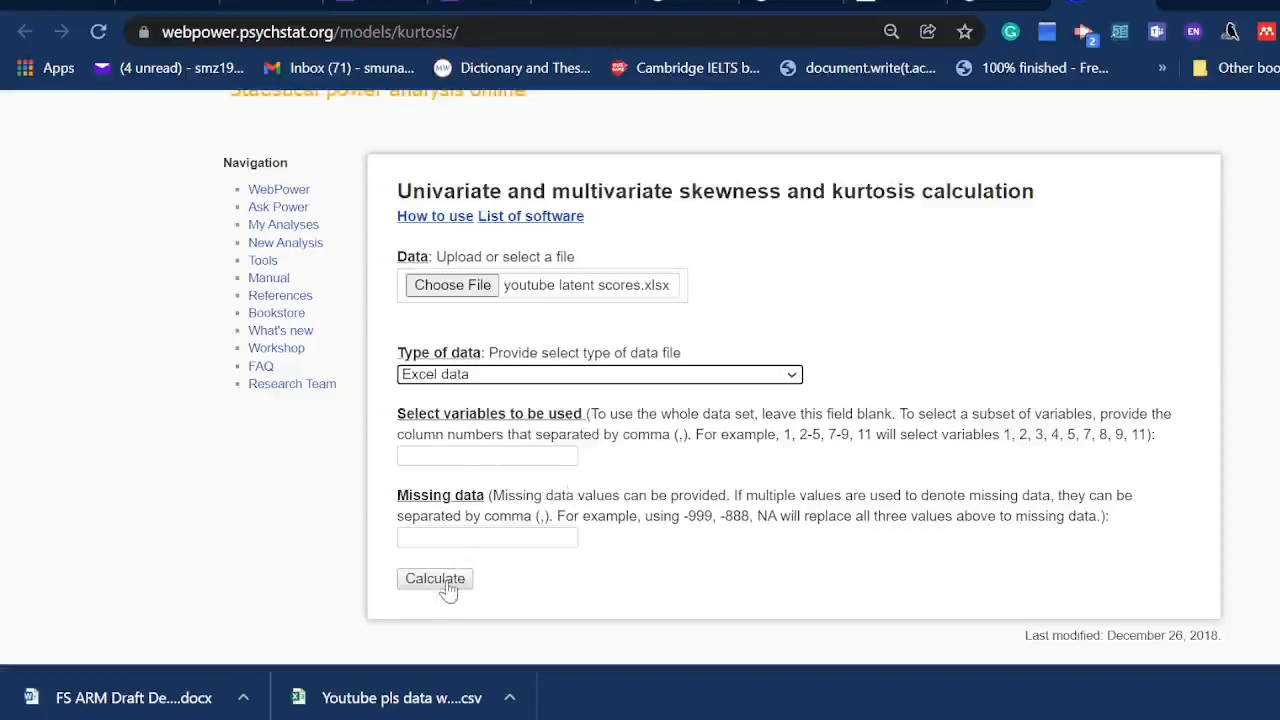 webpower.psychstat.org/models/kurtosis/
2
EN
Apps
(4 unread) - smz19...
Inbox (71) - smuna...
MW
Dictionary and Thes...
Cambridge IELTS b...
document.write(t.ac...
100% finished - Fre...
»
Other boo
Statistical power analysis online
Navigation
WebPower
Ask Power
My Analyses
New Analysis
Tools
Manual
References
Bookstore
What's new
Workshop
FAQ
Research Team
Univariate and multivariate skewness and kurtosis calculation
How to use List of software
Data: Upload or select a file
Choose File youtube latent scores.xlsx
Type of data: Provide select type of data file
Excel data
Select variables to be used (To use the whole data set, leave this field blank. To select a subset of variables, provide the
column numbers that separated by comma (,). For example, 1, 2-5, 7-9, 11 will select variables 1, 2, 3, 4, 5, 7, 8, 9, 11):
Missing data (Missing data values can be provided. If multiple values are used to denote missing data, they can be
separated by comma (,). For example, using -999, -888, NA will replace all three values above to missing data.):
Calculate
Last modified: December 26, 2018.
FS ARM Draft De....docx
Youtube pls data w....csv